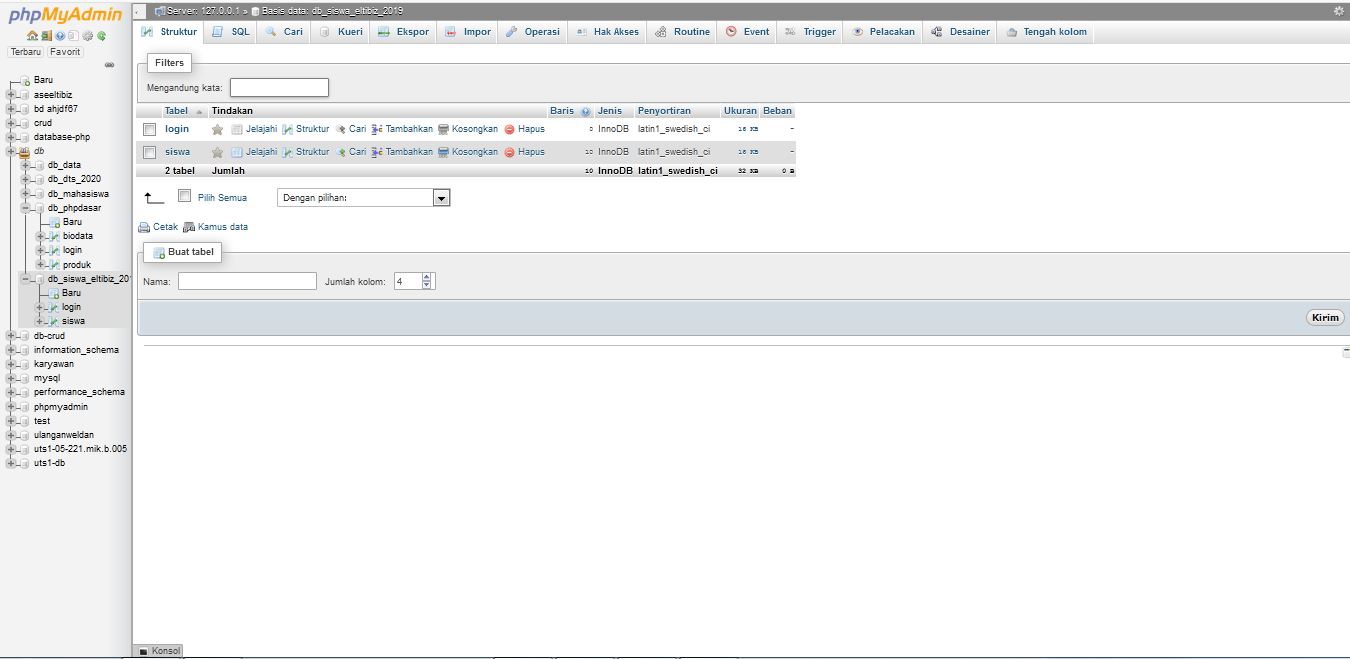 phpMyAdmin
Terbaru Favorit
Baru
aseeltibiz
bd ahjdf67
crud
database-php
db
db_data
db_dts_2020
db_mahasiswa
db_phpdasar
Baru
biodata
login
produk
db_siswa_eltibiz_201
Baru
login
siswa
db-crud
information_schema
karyawan
mysql
performance_schema
phpmyadmin
test
ulanganweldan
uts1-05-221.mik.b.005
uts1-db
Server: 127.0.0.1 » Basis data: db_siswa_eltibiz_2019
Struktur SQL Cari Kueri Ekspor Impor Operasi Hak Akses Routine Event Trigger Pelacakan Desainer Tengah kolom
Filters
Mengandung kata:
Tabel Tindakan Baris Jenis Penyortiran Ukuran Beban
login Jelajahi Struktur Cari Tambahkan Kosongkan Hapus 0 InnoDB latin1_swedish_ci 16 KB -
siswa Jelajahi Struktur Cari Tambahkan Kosongkan Hapus 10 InnoDB latin1_swedish_ci 16 KB -
2 tabel Jumlah 10 InnoDB latin1_swedish_ci 32 KB 0 B
Pilih Semua Dengan pilihan:
Cetak Kamus data
Buat tabel
Nama: Jumlah kolom: 4
Kirim
Konsol